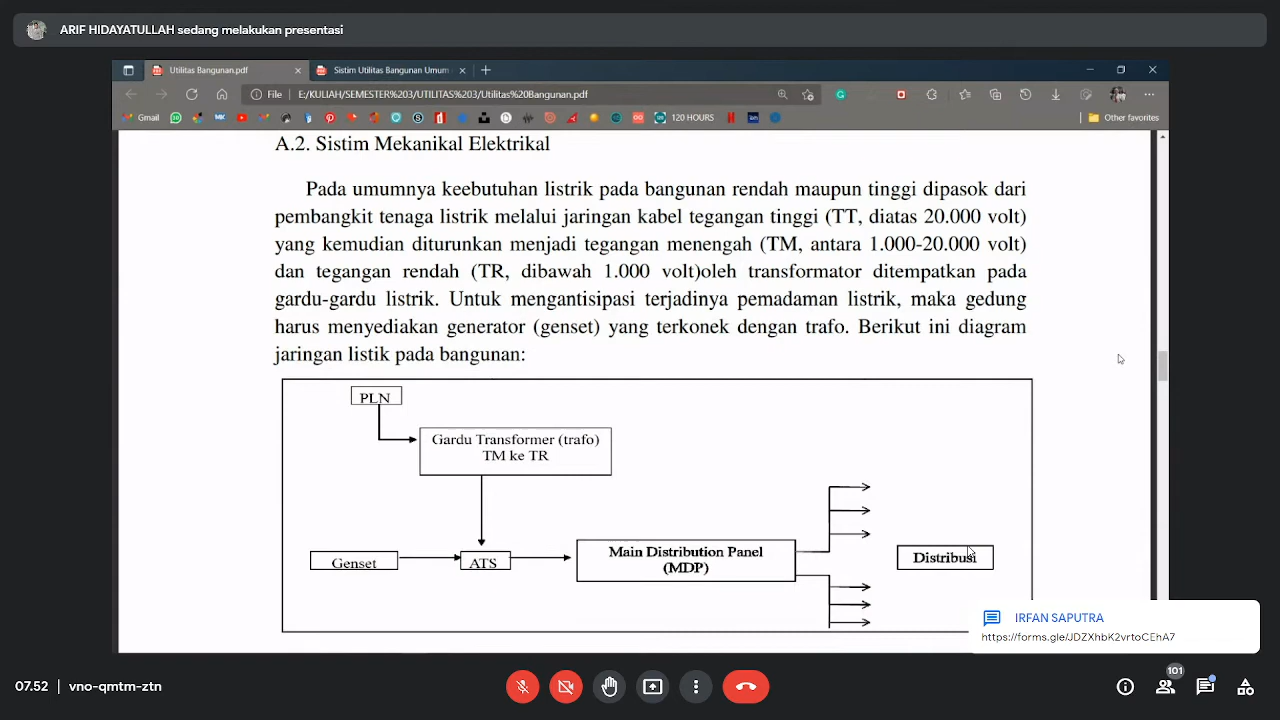 ARIF HIDAYATULLAH sedang melakukan presentasi
Utilitas Bangunan.pdf
Sistim Utilitas Bangunan Umum
File | E:/KULIAH/SEMESTER%203/UTILITAS%203/Utilitas%20Bangunan.pdf
Gmail
120 HOURS
Other favorites
A.2. Sistim Mekanikal Elektrikal
Pada umumnya keebutuhan listrik pada bangunan rendah maupun tinggi dipasok dari
pembangkit tenaga listrik melalui jaringan kabel tegangan tinggi (TT, diatas 20.000 volt)
yang kemudian diturunkan menjadi tegangan menengah (TM, antara 1.000-20.000 volt)
dan tegangan rendah (TR, dibawah 1.000 volt)oleh transformator ditempatkan pada
gardu-gardu listrik. Untuk mengantisipasi terjadinya pemadaman listrik, maka gedung
harus menyediakan generator (genset) yang terkonek dengan trafo. Berikut ini diagram
jaringan listik pada bangunan:
PLN
Gardu Transformer (trafo)
TM ke TR
Genset
ATS
Main Distribution Panel
(MDP)
Distribusi
IRFAN SAPUTRA
https://forms.gle/JDZXhbK2vrtoCEhA7
07.52 | vno-qmtm-ztn
101